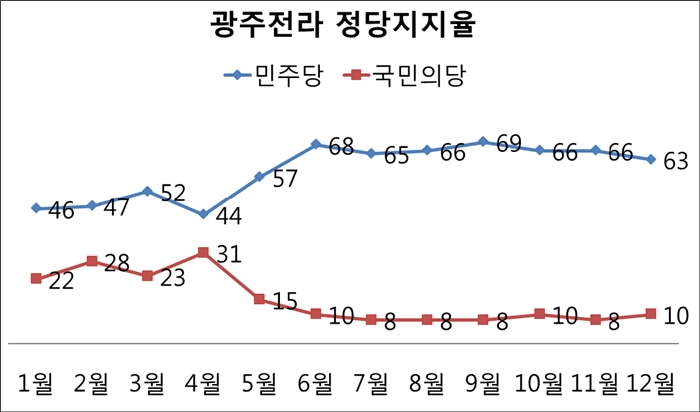 광주전라 정당지지율
민주당 국민의당
46 47 52 44 57 68 65 66 69 66 66 63
22 28 23 31 15 10 8 8 8 10 8 10
1월 2월 3월 4월 5월 6월 7월 8월 9월 10월 11월 12월